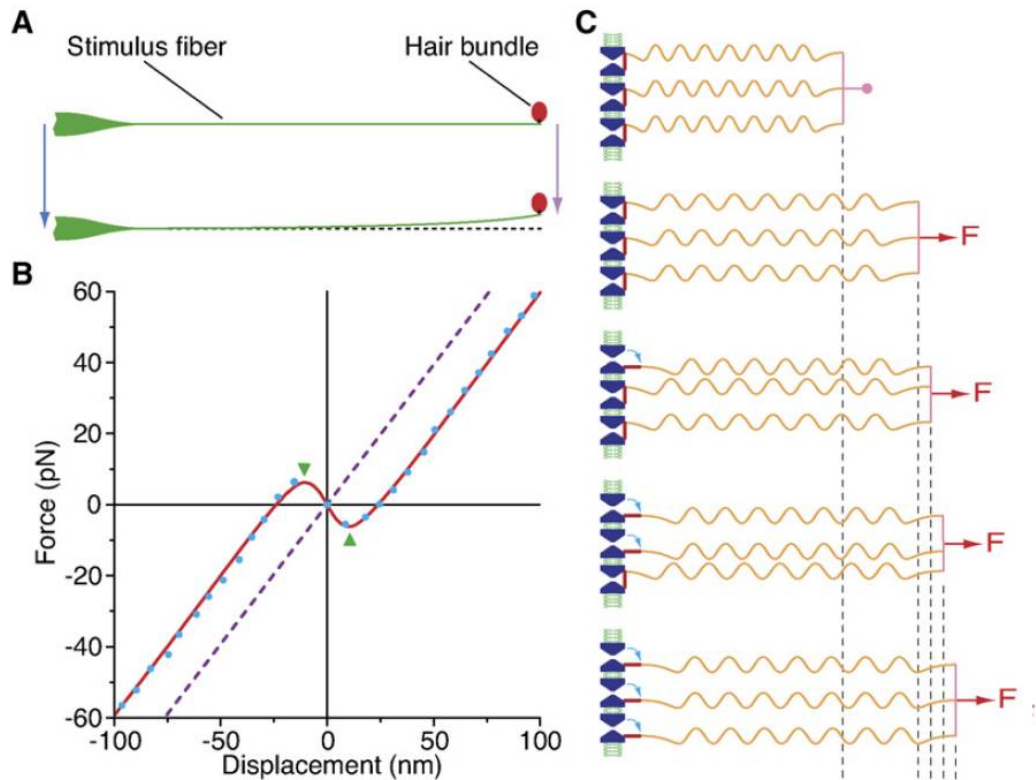 A
Stimulus fiber
Hair bundle
B
60
40
20
0
-20
-40
-60
Force (pN)
-100
-50
0
50
100
Displacement (nm)
C
F
F
F
F